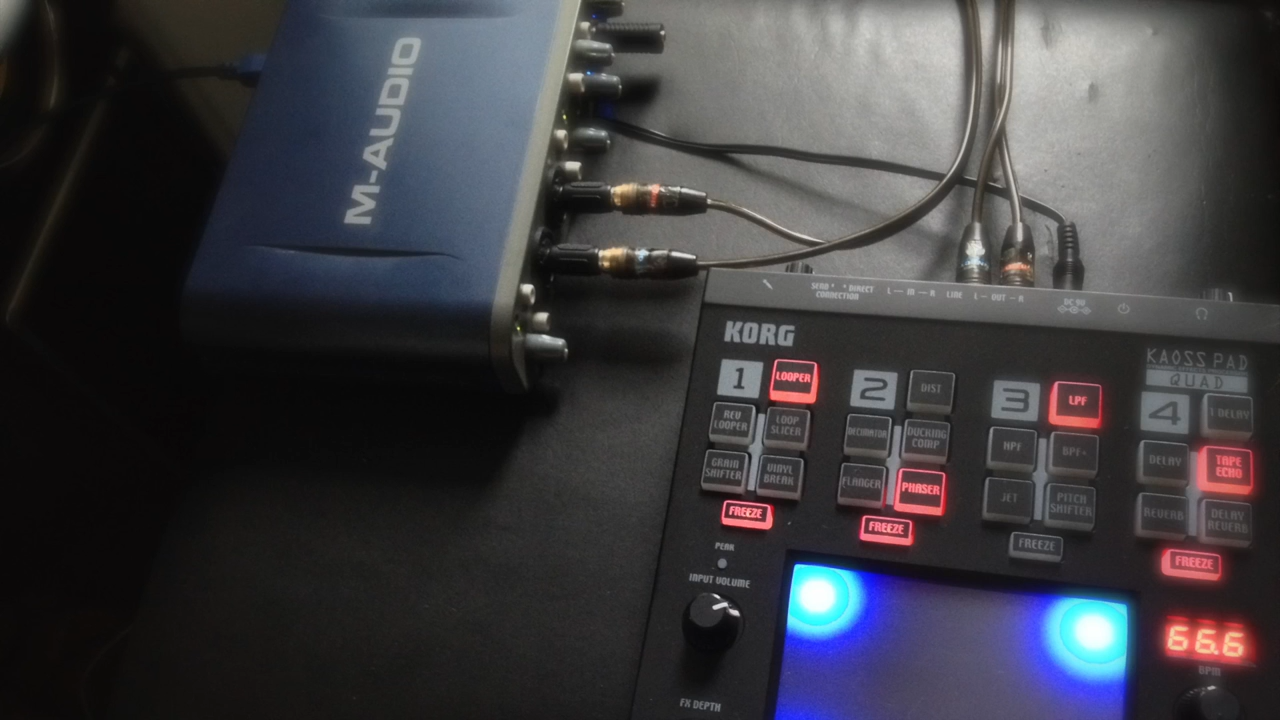 M-AUDIO
SEND DIRECT
CONNECTION
L — IN — R
LINE
L — OUT — R
DC 9V
KORG
KAOSS PAD
QUAD
1
LOOPER
REV
LOOPER
LOOP
SLICER
GRAIN
SHIFTER
VINYL
BREAK
FREEZE
2
DIST
DECIMATOR
DUCKING
COMP
FLANGER
PHASER
FREEZE
3
LPF
HPF
BPF+
JET
PITCH
SHIFTER
FREEZE
4
DELAY
TAPE
ECHO
REVERB
DELAY
REVERB
FREEZE
PEAK
INPUT VOLUME
FX DEPTH
66.6
BPM